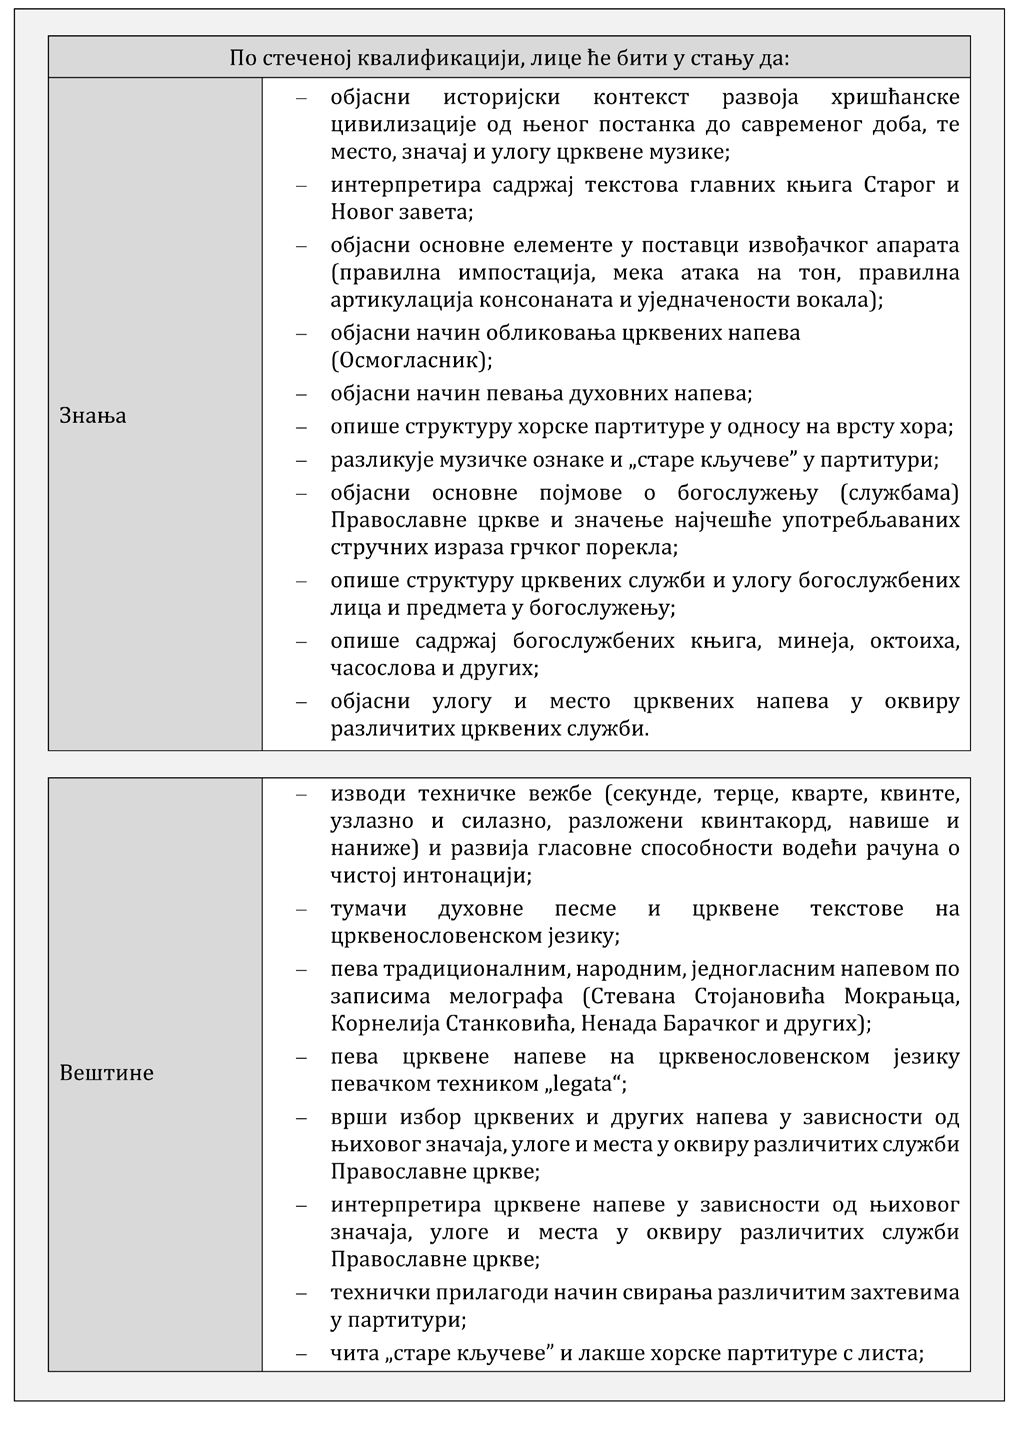 По стеченој квалификацији, лице ће бити у стању да:
Знања
– објасни историјски контекст развоја хришћанске
цивилизације од њеног постанка до савременог доба, те
место, значај и улогу црквене музике;
– интерпретира садржај текстова главних књига Старог и
Новог завета;
– објасни основне елементе у поставци извођачког апарата
(правилна импостација, мека атака на тон, правилна
артикулација консонаната и уједначености вокала);
– објасни начин обликовања црквених напева
(Осмогласник);
– објасни начин певања духовних напева;
– опише структуру хорске партитуре у односу на врсту хора;
– разликује музичке ознаке и „старе кључеве” у партитури;
– објасни основне појмове о богослужењу (службама)
Православне цркве и значење најчешће употребљаваних
стручних израза грчког порекла;
– опише структуру црквених служби и улогу богослужбених
лица и предмета у богослужењу;
– опише садржај богослужбених књига, минеја, октоиха,
часослова и других;
– објасни улогу и место црквених напева у оквиру
различитих црквених служби.
Вештине
– изводи техничке вежбе (секунде, терце, кварте, квинте,
узлазно и силазно, разложени квинтакорд, навише и
наниже) и развија гласовне способности водећи рачуна о
чистој интонацији;
– тумачи духовне песме и црквене текстове на
црквенословенском језику;
– пева традиционалним, народним, једногласним напевом по
записима мелографа (Стевана Стојановића Мокрањца,
Корнелија Станковића, Ненада Барачког и других);
– пева црквене напеве на црквенословенском језику
певачком техником „legata“;
– врши избор црквених и других напева у зависности од
њиховог значаја, улоге и места у оквиру различитих служби
Православне цркве;
– интерпретира црквене напеве у зависности од њиховог
значаја, улоге и места у оквиру различитих служби
Православне цркве;
– технички прилагоди начин свирања различитим захтевима
у партитури;
– чита „старе кључеве” и лакше хорске партитуре с листа;